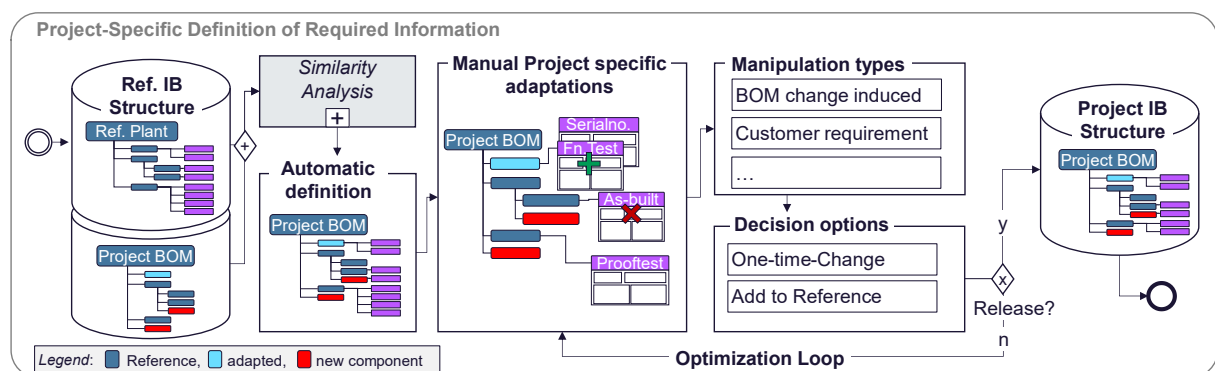 Project-Specific Definition of Required Information
Ref. IB
Structure
Ref. Plant
Project BOM
Similarity
Analysis
+
+
Automatic
definition
Project BOM
Manual Project specific
adaptations
Project BOM
Serialno.
Fn.Test
As-built
Prooftest
Manipulation types
BOM change induced
Customer requirement
...
Decision options
One-time-Change
Add to Reference
y
x
Release?
n
Optimization Loop
Project IB
Structure
Project BOM
Legend: Reference, adapted, new component